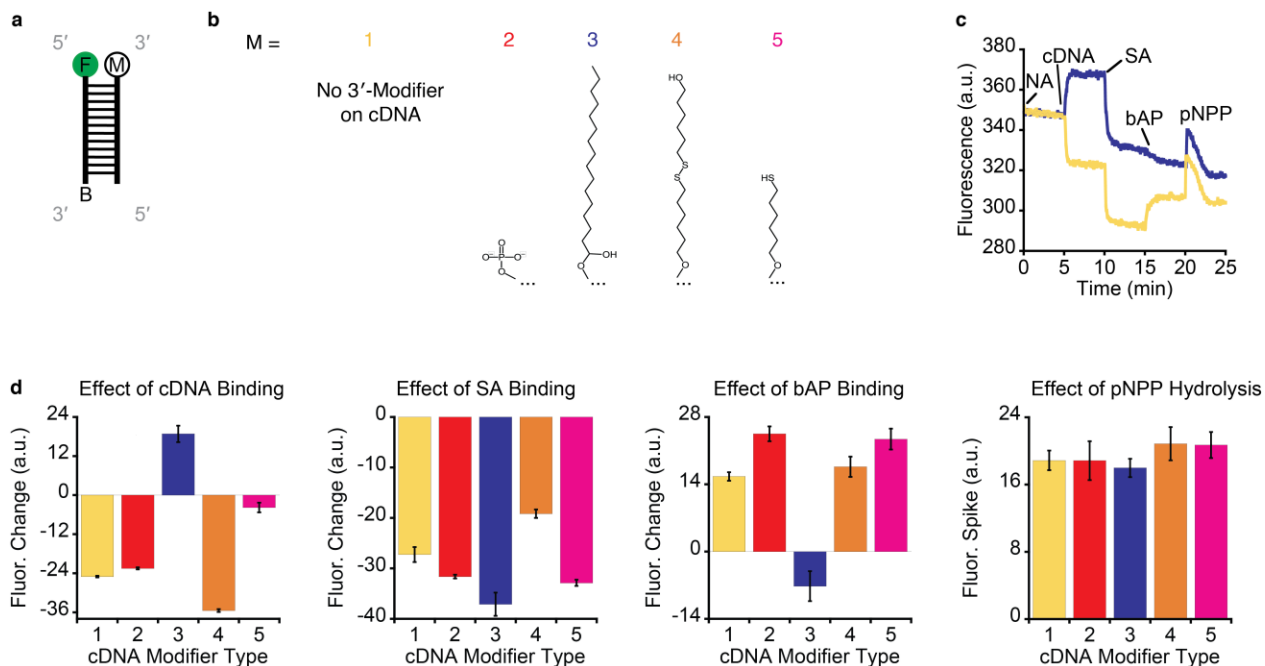 a
5′ 3′
F M
B
3′ 5′
b
M = 1 2 3 4 5
No 3′-Modifier
on cDNA
O
O⁻ P O⁻
O
...
O OH
...
HO
S
S
O
...
HS
O
...
c
Fluorescence (a.u.)
380
360
340
320
300
280
NA
cDNA
SA
bAP
pNPP
0 5 10 15 20 25
Time (min)
d
Effect of cDNA Binding
Fluor. Change (a.u.)
24
12
0
-12
-24
-36
1 2 3 4 5
cDNA Modifier Type
Effect of SA Binding
Fluor. Change (a.u.)
0
-10
-20
-30
-40
1 2 3 4 5
cDNA Modifier Type
Effect of bAP Binding
Fluor. Change (a.u.)
28
14
0
-14
1 2 3 4 5
cDNA Modifier Type
Effect of pNPP Hydrolysis
Fluor. Spike (a.u.)
24
16
8
0
1 2 3 4 5
cDNA Modifier Type